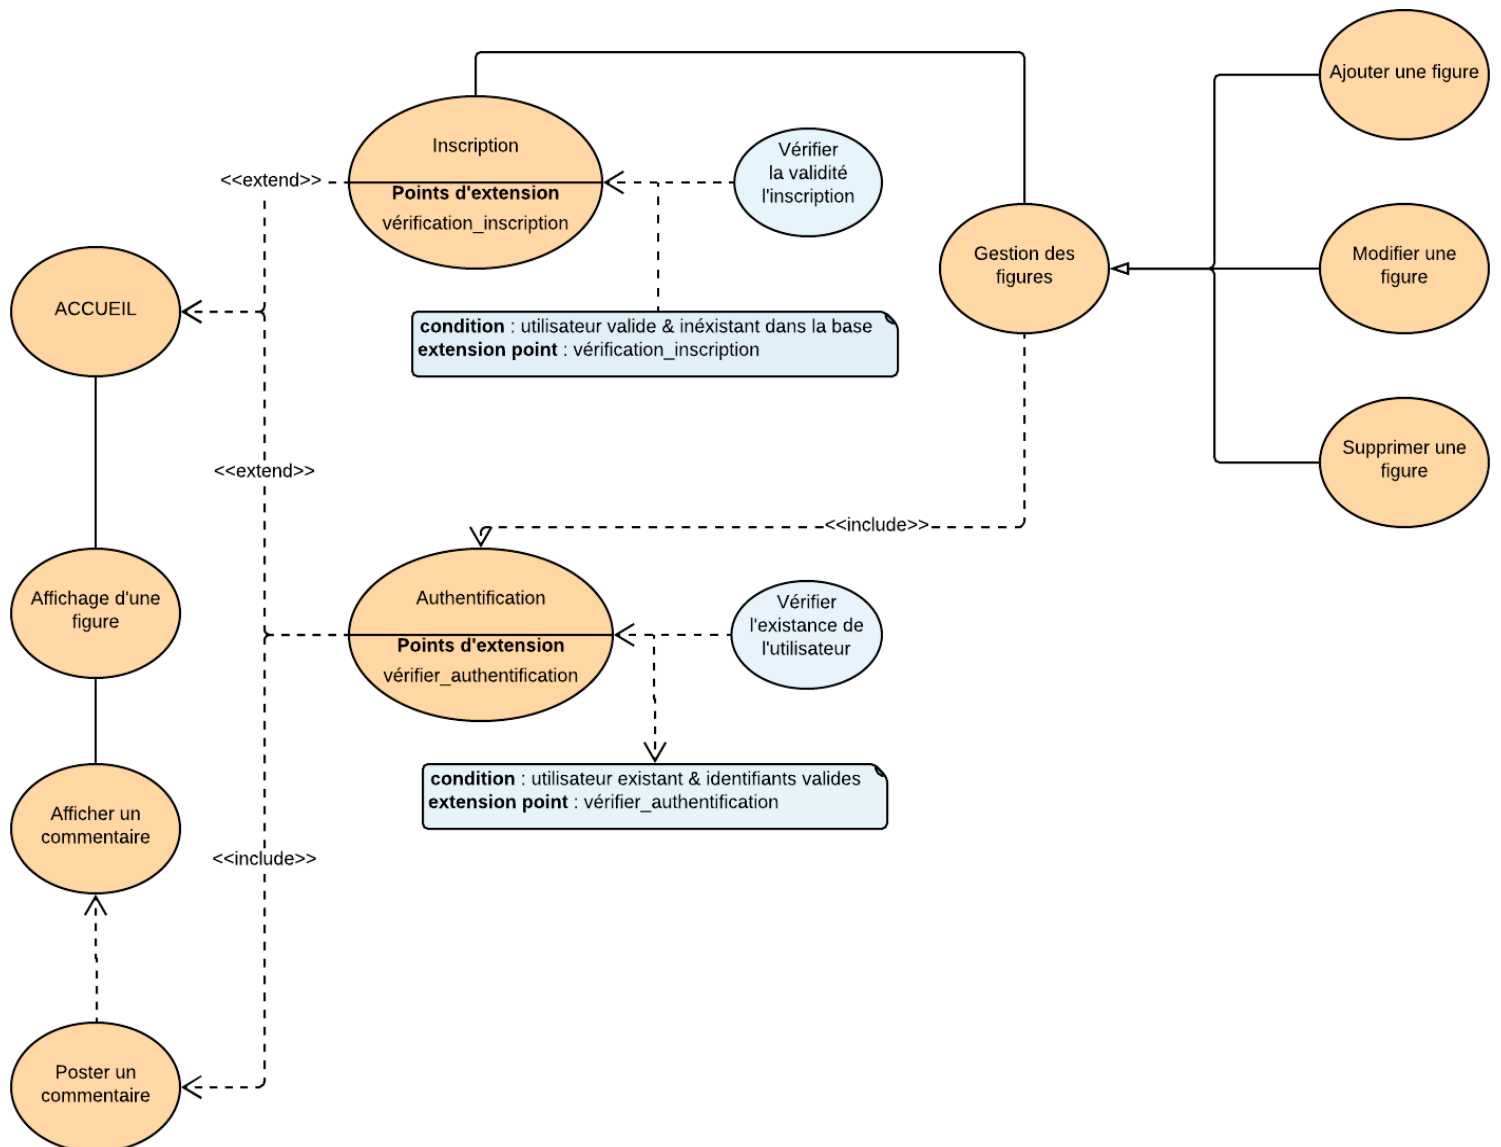 Ajouter une figure
Inscription
Points d'extension
vérification_inscription
Vérifier
la validité
l'inscription
<<extend>>
Gestion des
figures
Modifier une
figure
ACCUEIL
condition : utilisateur valide & inéxistant dans la base
extension point : vérification_inscription
Supprimer une
figure
<<extend>>
<<include>>
Affichage d'une
figure
Authentification
Points d'extension
vérifier_authentification
Vérifier
l'existance de
l'utilisateur
condition : utilisateur existant & identifiants valides
extension point : vérifier_authentification
Afficher un
commentaire
<<include>>
Poster un
commentaire